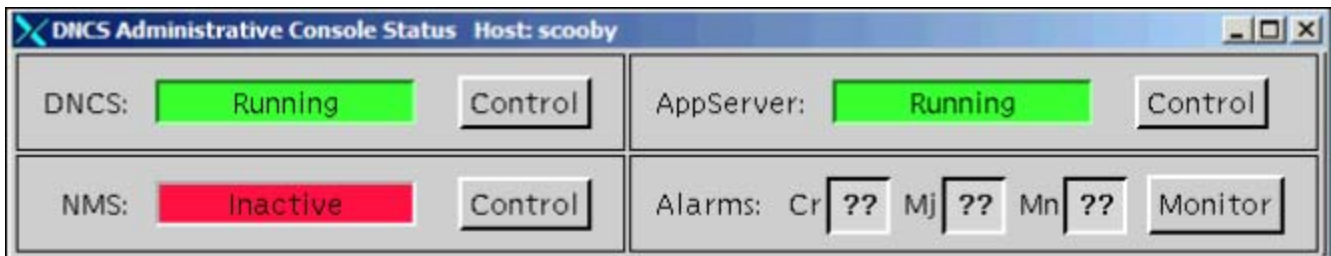 DNCS Administrative Console Status Host: scooby
DNCS: Running Control AppServer: Running Control
NMS: Inactive Control Alarms: Cr ?? Mj ?? Mn ?? Monitor